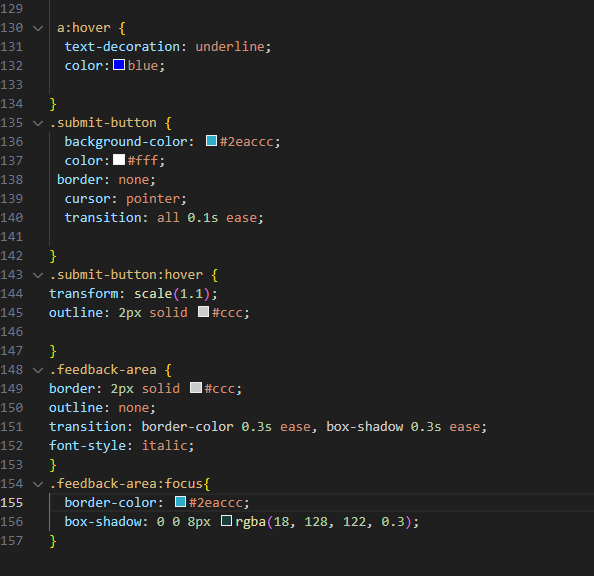 129
130 a:hover {
131 text-decoration: underline;
132 color: blue;
133
134 }
135 .submit-button {
136 background-color: #2eaccc;
137 color: #fff;
138 border: none;
139 cursor: pointer;
140 transition: all 0.1s ease;
141
142 }
143 .submit-button:hover {
144 transform: scale(1.1);
145 outline: 2px solid #ccc;
146
147 }
148 .feedback-area {
149 border: 2px solid #ccc;
150 outline: none;
151 transition: border-color 0.3s ease, box-shadow 0.3s ease;
152 font-style: italic;
153 }
154 .feedback-area:focus{
155 border-color: #2eaccc;
156 box-shadow: 0 0 8px rgba(18, 128, 122, 0.3);
157 }